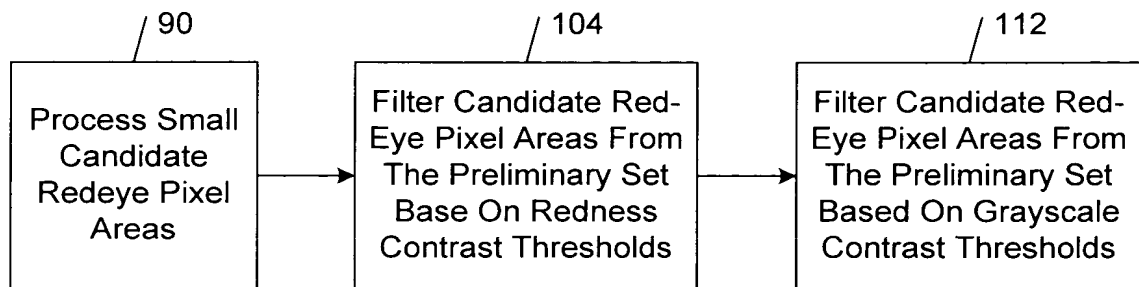 90
104
112
Process Small
Candidate
Redeye Pixel
Areas
Filter Candidate Red-
Eye Pixel Areas From
The Preliminary Set
Base On Redness
Contrast Thresholds
Filter Candidate Red-
Eye Pixel Areas From
The Preliminary Set
Based On Grayscale
Contrast Thresholds